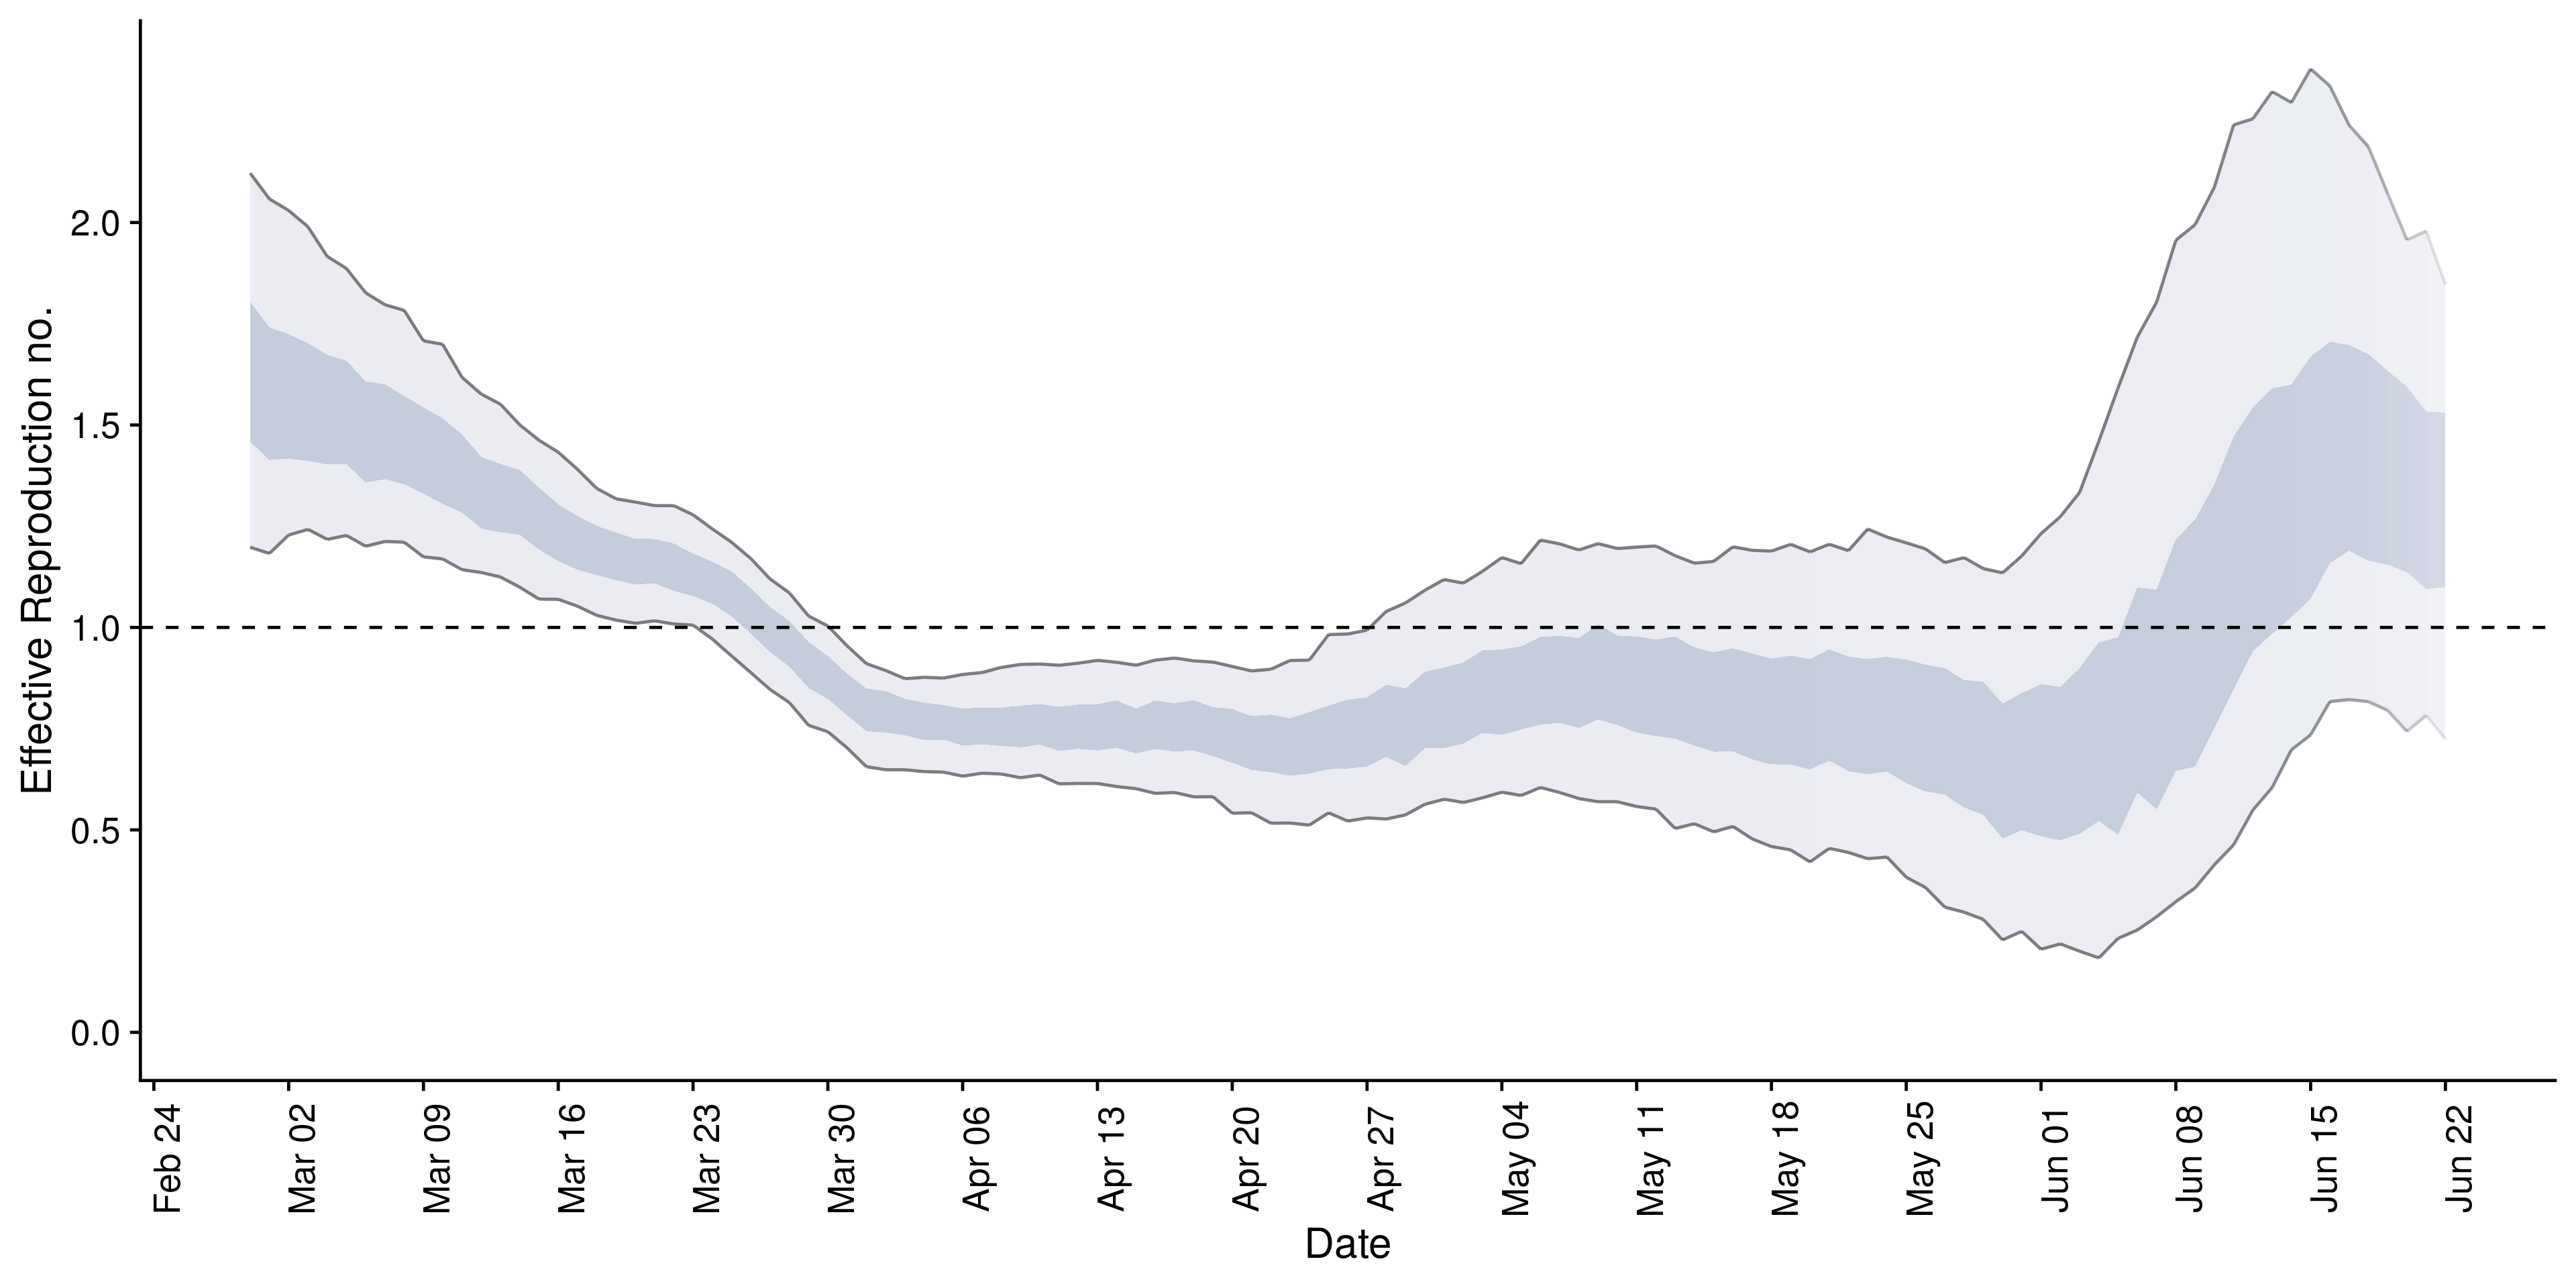 Effective Reproduction no.
2.0
1.5
1.0
0.5
0.0
Feb 24
Mar 02
Mar 09
Mar 16
Mar 23
Mar 30
Apr 06
Apr 13
Apr 20
Apr 27
May 04
May 11
May 18
May 25
Jun 01
Jun 08
Jun 15
Jun 22
Date